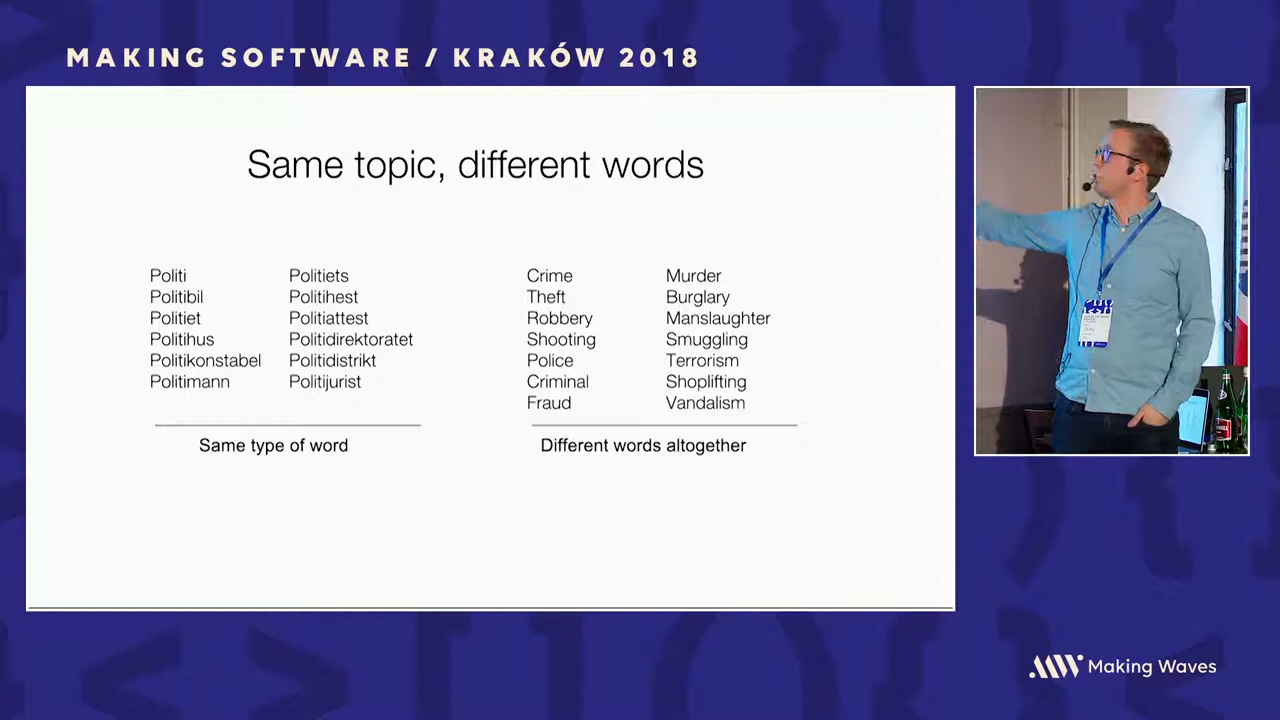 MAKING SOFTWARE / KRAKÓW 2018
Same topic, different words
Politi
Politibil
Politiet
Politihus
Politikonstabel
Politimann
Politiets
Politihest
Politiattest
Politidirektoratet
Politidistrikt
Politijurist
Same type of word
Crime
Theft
Robbery
Shooting
Police
Criminal
Fraud
Murder
Burglary
Manslaughter
Smuggling
Terrorism
Shoplifting
Vandalism
Different words altogether
Making Waves